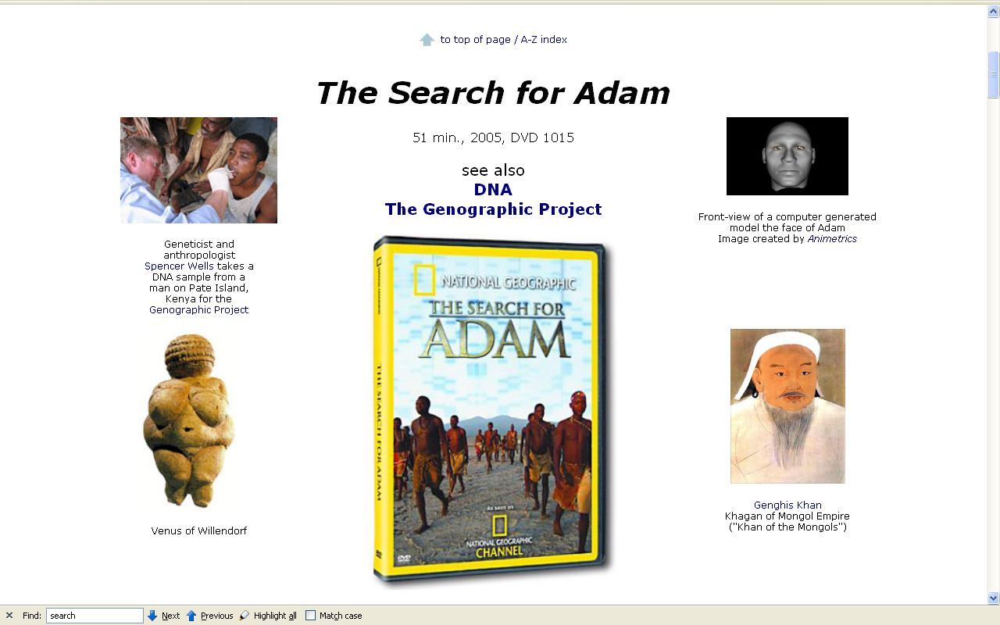 to top of page / A-Z index
The Search for Adam
51 min., 2005, DVD 1015
see also
DNA
The Genographic Project
Geneticist and
anthropologist
Spencer Wells takes a
DNA sample from a
man on Pate Island,
Kenya for the
Genographic Project
Front-view of a computer generated
model the face of Adam
Image created by Animetrics
NATIONAL GEOGRAPHIC
THE SEARCH FOR
ADAM
THE SEARCH FOR ADAM
As seen on
NATIONAL GEOGRAPHIC
CHANNEL
DVD
Venus of Willendorf
Genghis Khan
Khagan of Mongol Empire
("Khan of the Mongols")
Find: search Next Previous Highlight all Match case